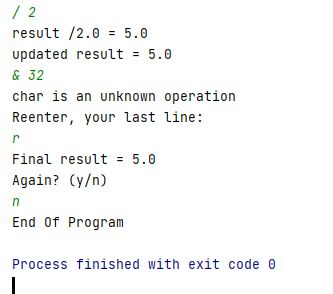 / 2
result /2.0 = 5.0
updated result = 5.0
& 32
char is an unknown operation
Reenter, your last line:
r
Final result = 5.0
Again? (y/n)
n
End Of Program
Process finished with exit code 0